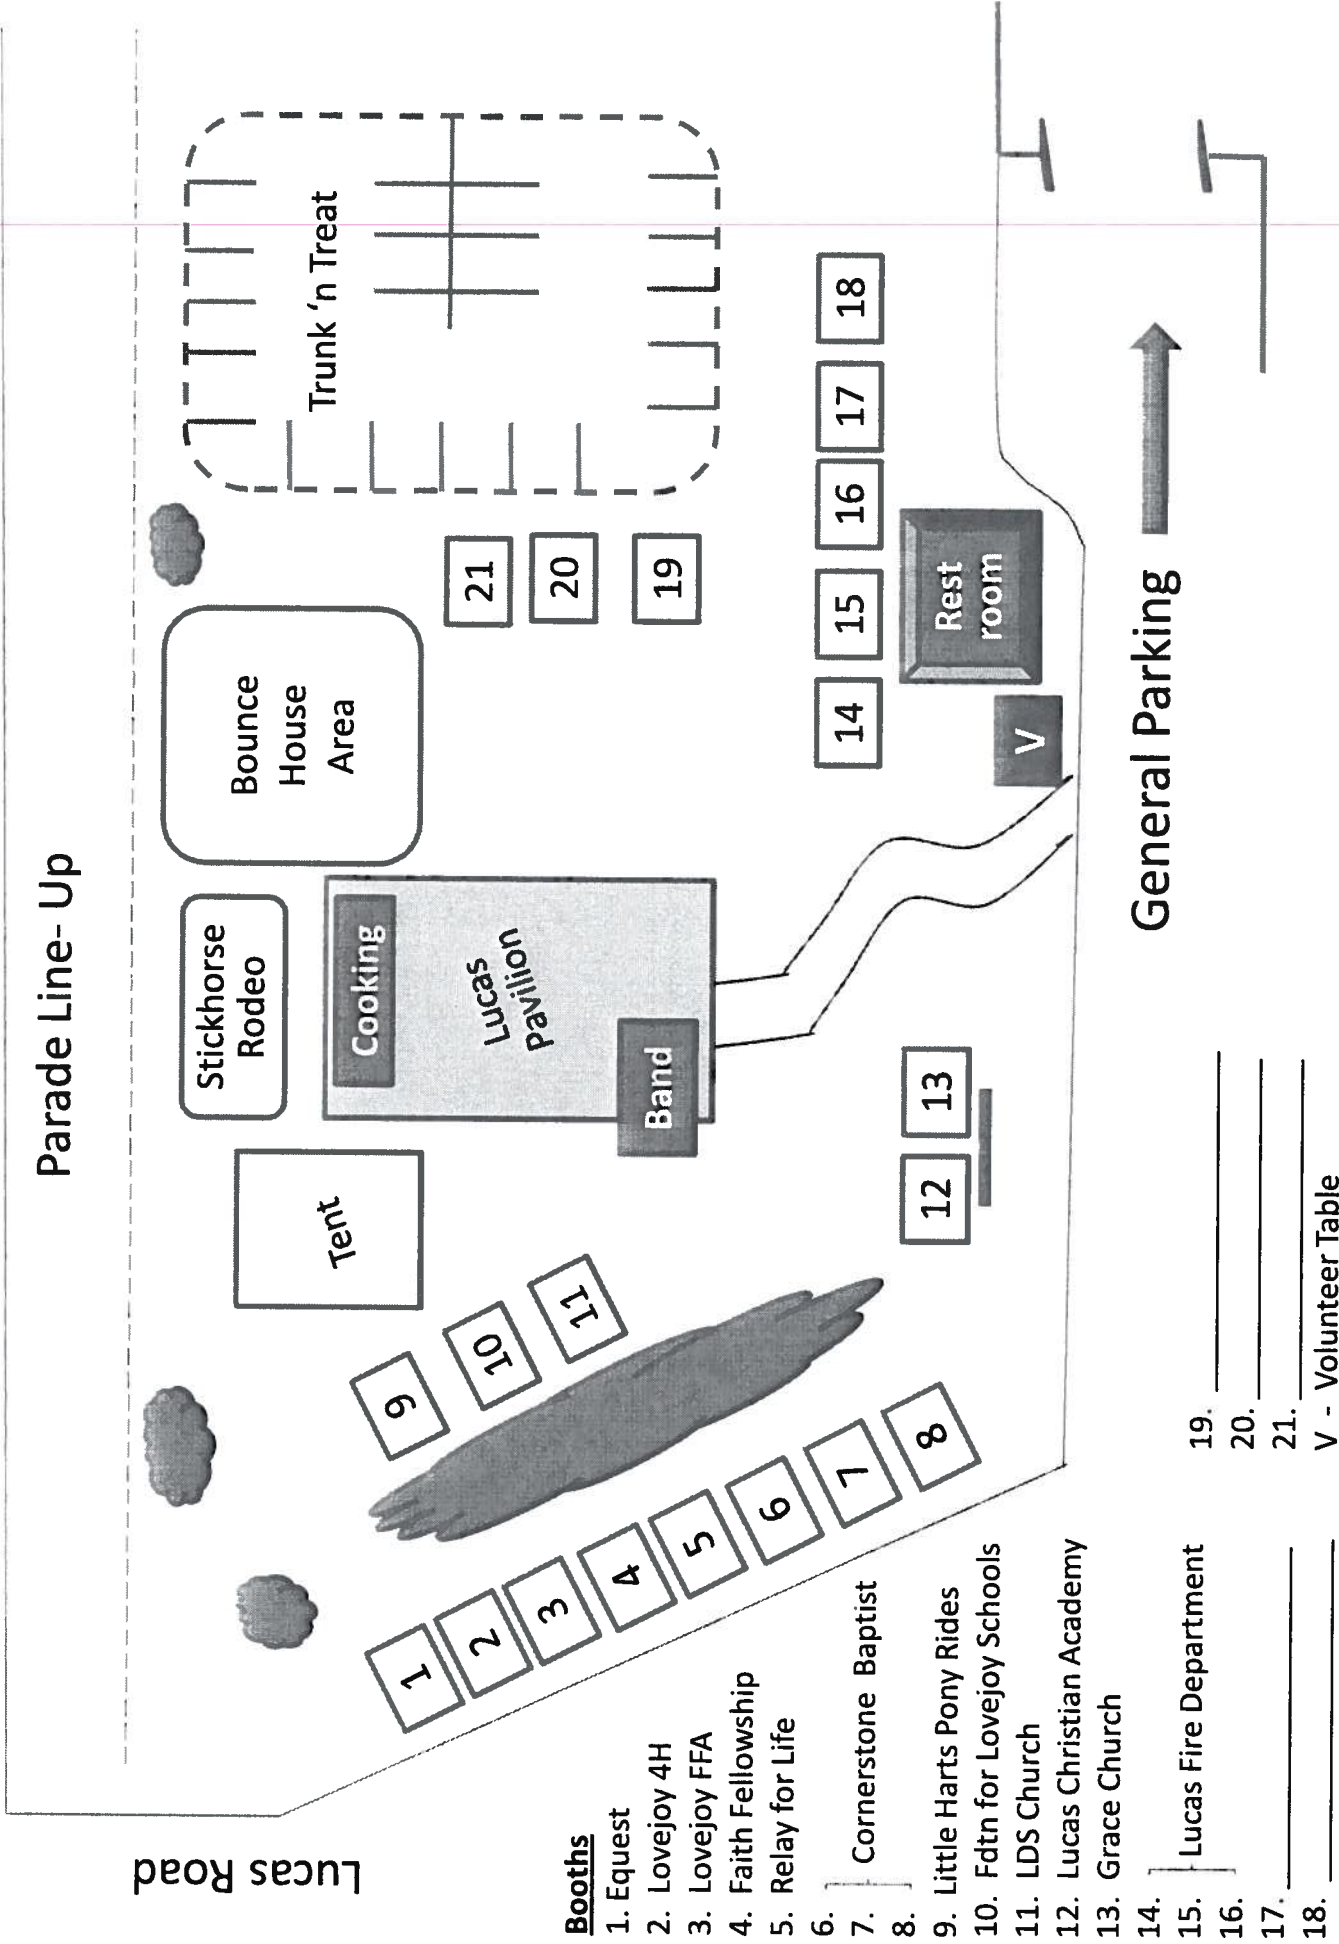 Parade Line- Up
Lucas Road
Stickhorse
Rodeo
Bounce
House
Area
Trunk ‘n Treat
Tent
Cooking
Lucas
Pavilion
Band
1
2
3
4
5
6
7
8
9
10
11
12
13
14
15
16
17
18
19
20
21
Rest
room
V
General Parking
Booths
1. Equest
2. Lovejoy 4H
3. Lovejoy FFA
4. Faith Fellowship
5. Relay for Life
6.
7. Cornerstone Baptist
8.
9. Little Harts Pony Rides
10. Fdtn for Lovejoy Schools
11. LDS Church
12. Lucas Christian Academy
13. Grace Church
14.
15. Lucas Fire Department
16.
17.
18.
19.
20.
21.
V - Volunteer Table